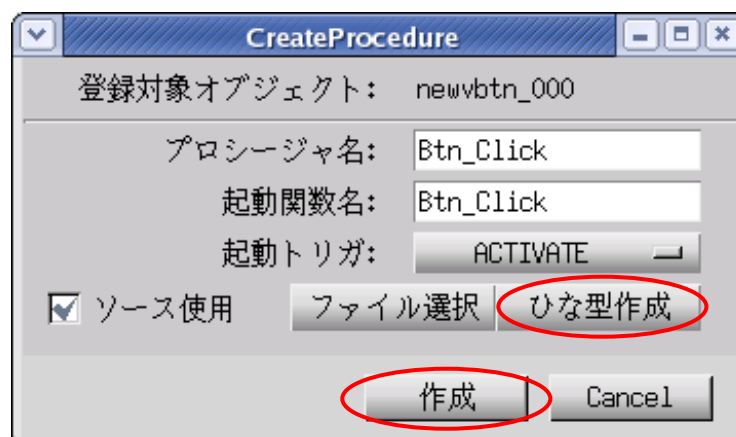 CreateProcedure
登録対象オブジェクト: newvbtn_000
プロシージャ名: Btn_Click
起動関数名: Btn_Click
起動トリガ: ACTIVATE
ソース使用 ファイル選択 ひな型作成
作成 Cancel